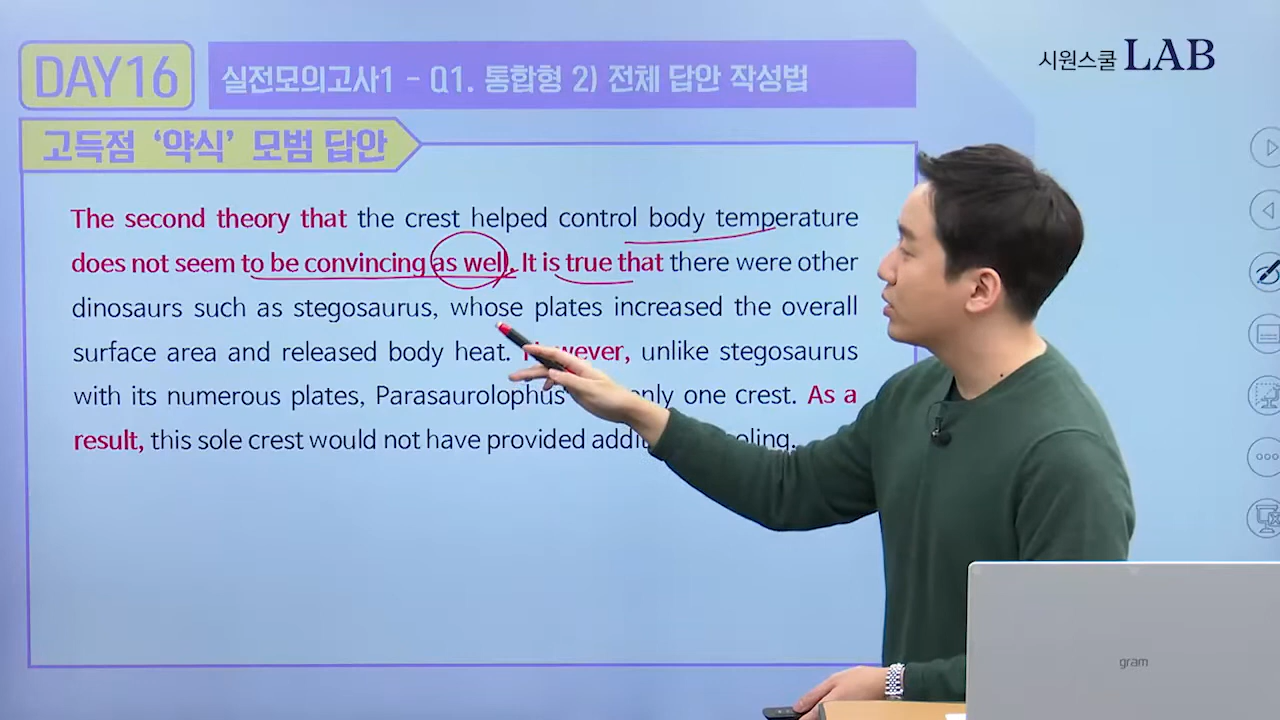 시원스쿨 LAB
DAY16
실전모의고사1 - Q1. 통합형 2) 전체 답안 작성법
고득점 ‘약식’ 모범 답안
The second theory that the crest helped control body temperature
does not seem to be convincing as well. It is true that there were other
dinosaurs such as stegosaurus, whose plates increased the overall
surface area and released body heat. However, unlike stegosaurus
with its numerous plates, Parasaurolophus only one crest. As a
result, this sole crest would not have provided
gram